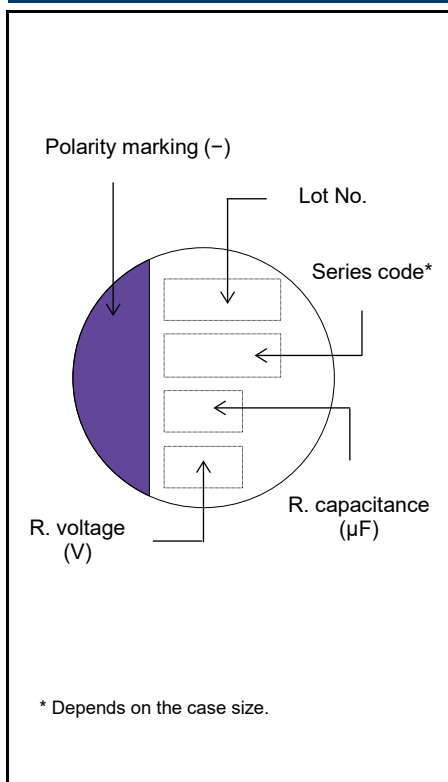 Polarity marking (−)
Lot No.
Series code*
R. capacitance
(μF)
R. voltage
(V)
* Depends on the case size.